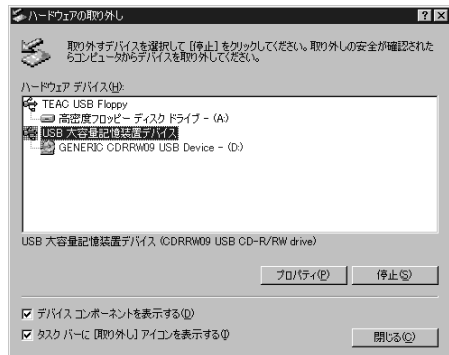 ハードウェアの取り外し
取り外すデバイスを選択して [停止] をクリックしてください。取り外しの安全が確認された
らコンピュータからデバイスを取り外してください。
ハードウェア デバイス(H):
TEAC USB Floppy
高密度フロッピー ディスク ドライブ - (A:)
USB 大容量記憶装置デバイス
GENERIC CDRRW09 USB Device - (D:)
USB 大容量記憶装置デバイス (CDRRW09 USB CD-R/RW drive)
プロパティ(P)
停止(S)
デバイス コンポーネントを表示する(D)
タスク バーに [取り外し] アイコンを表示する(I)
閉じる(C)